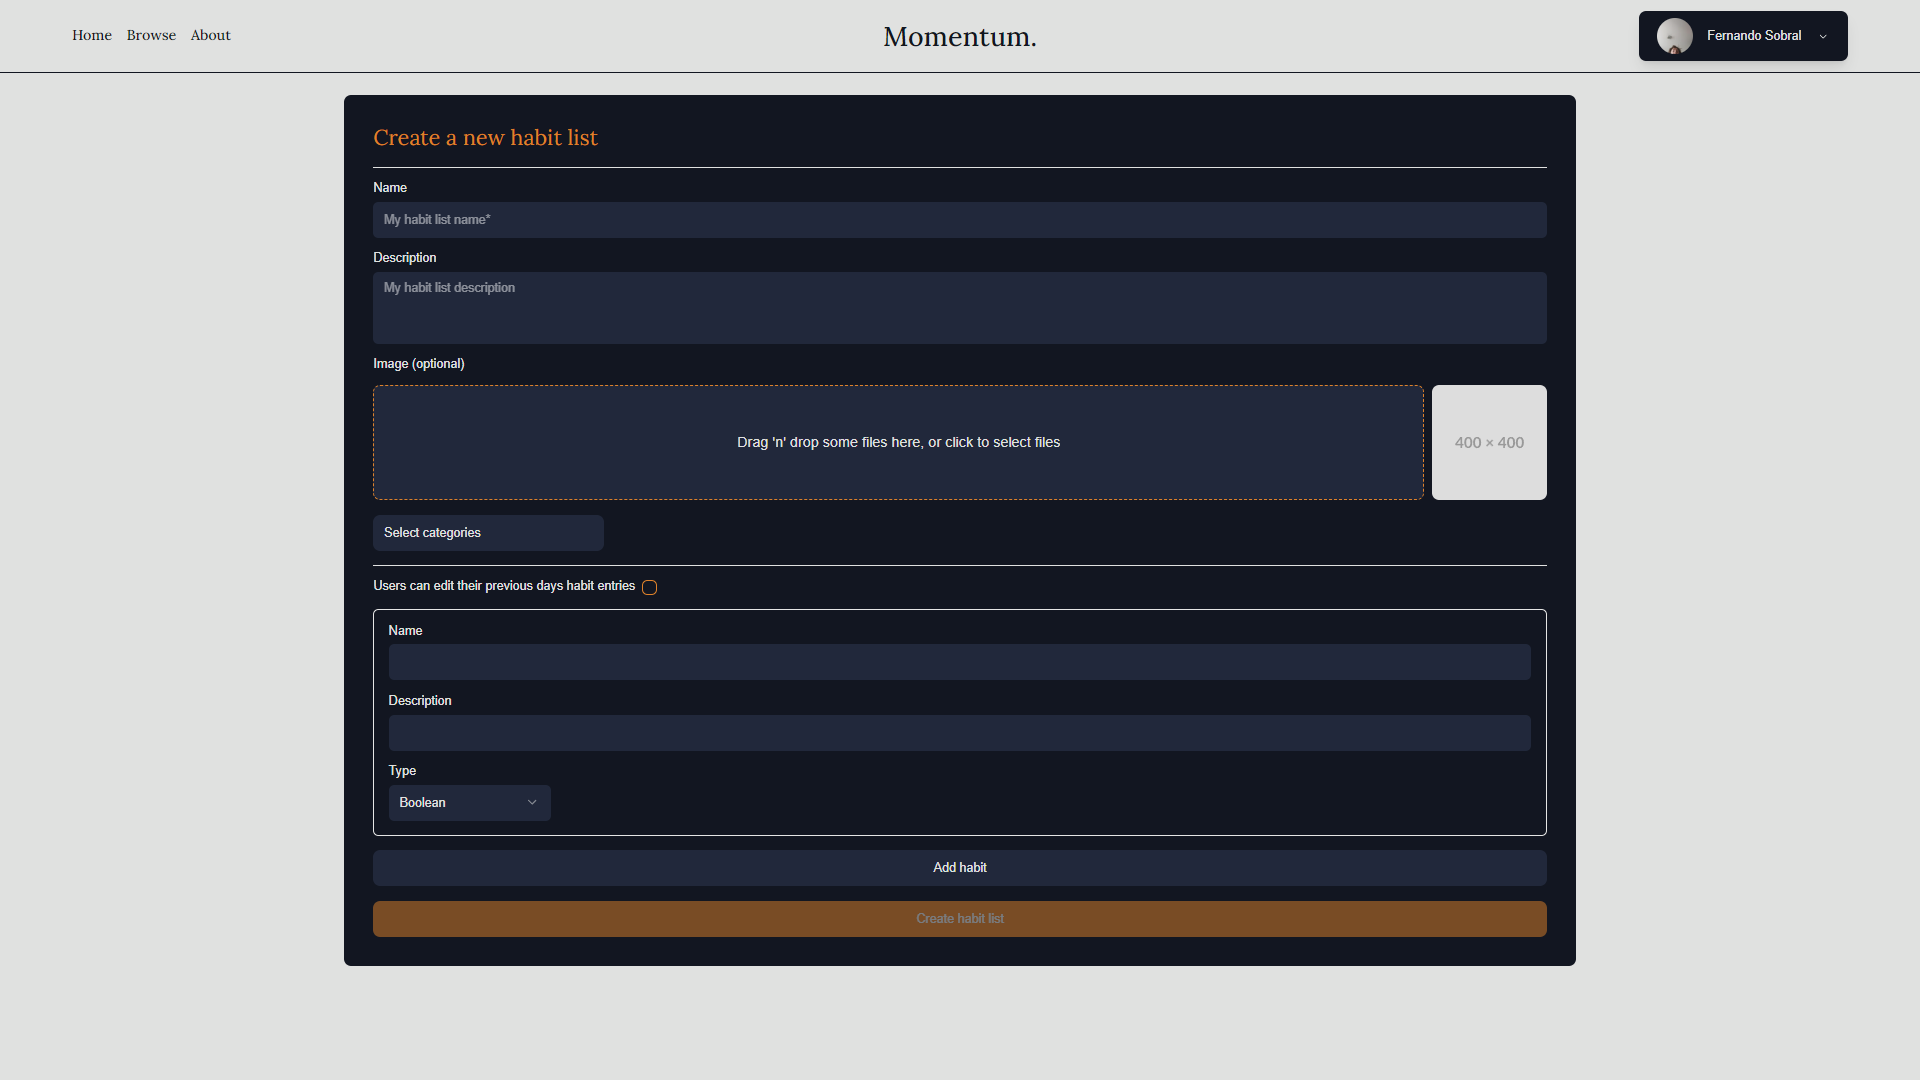 Home Browse About
Momentum.
Fernando Sobral
Create a new habit list
Name
My habit list name*
Description
My habit list description
Image (optional)
Drag 'n' drop some files here, or click to select files
400 × 400
Select categories
Users can edit their previous days habit entries
Name
Description
Type
Boolean
Add habit
Create habit list